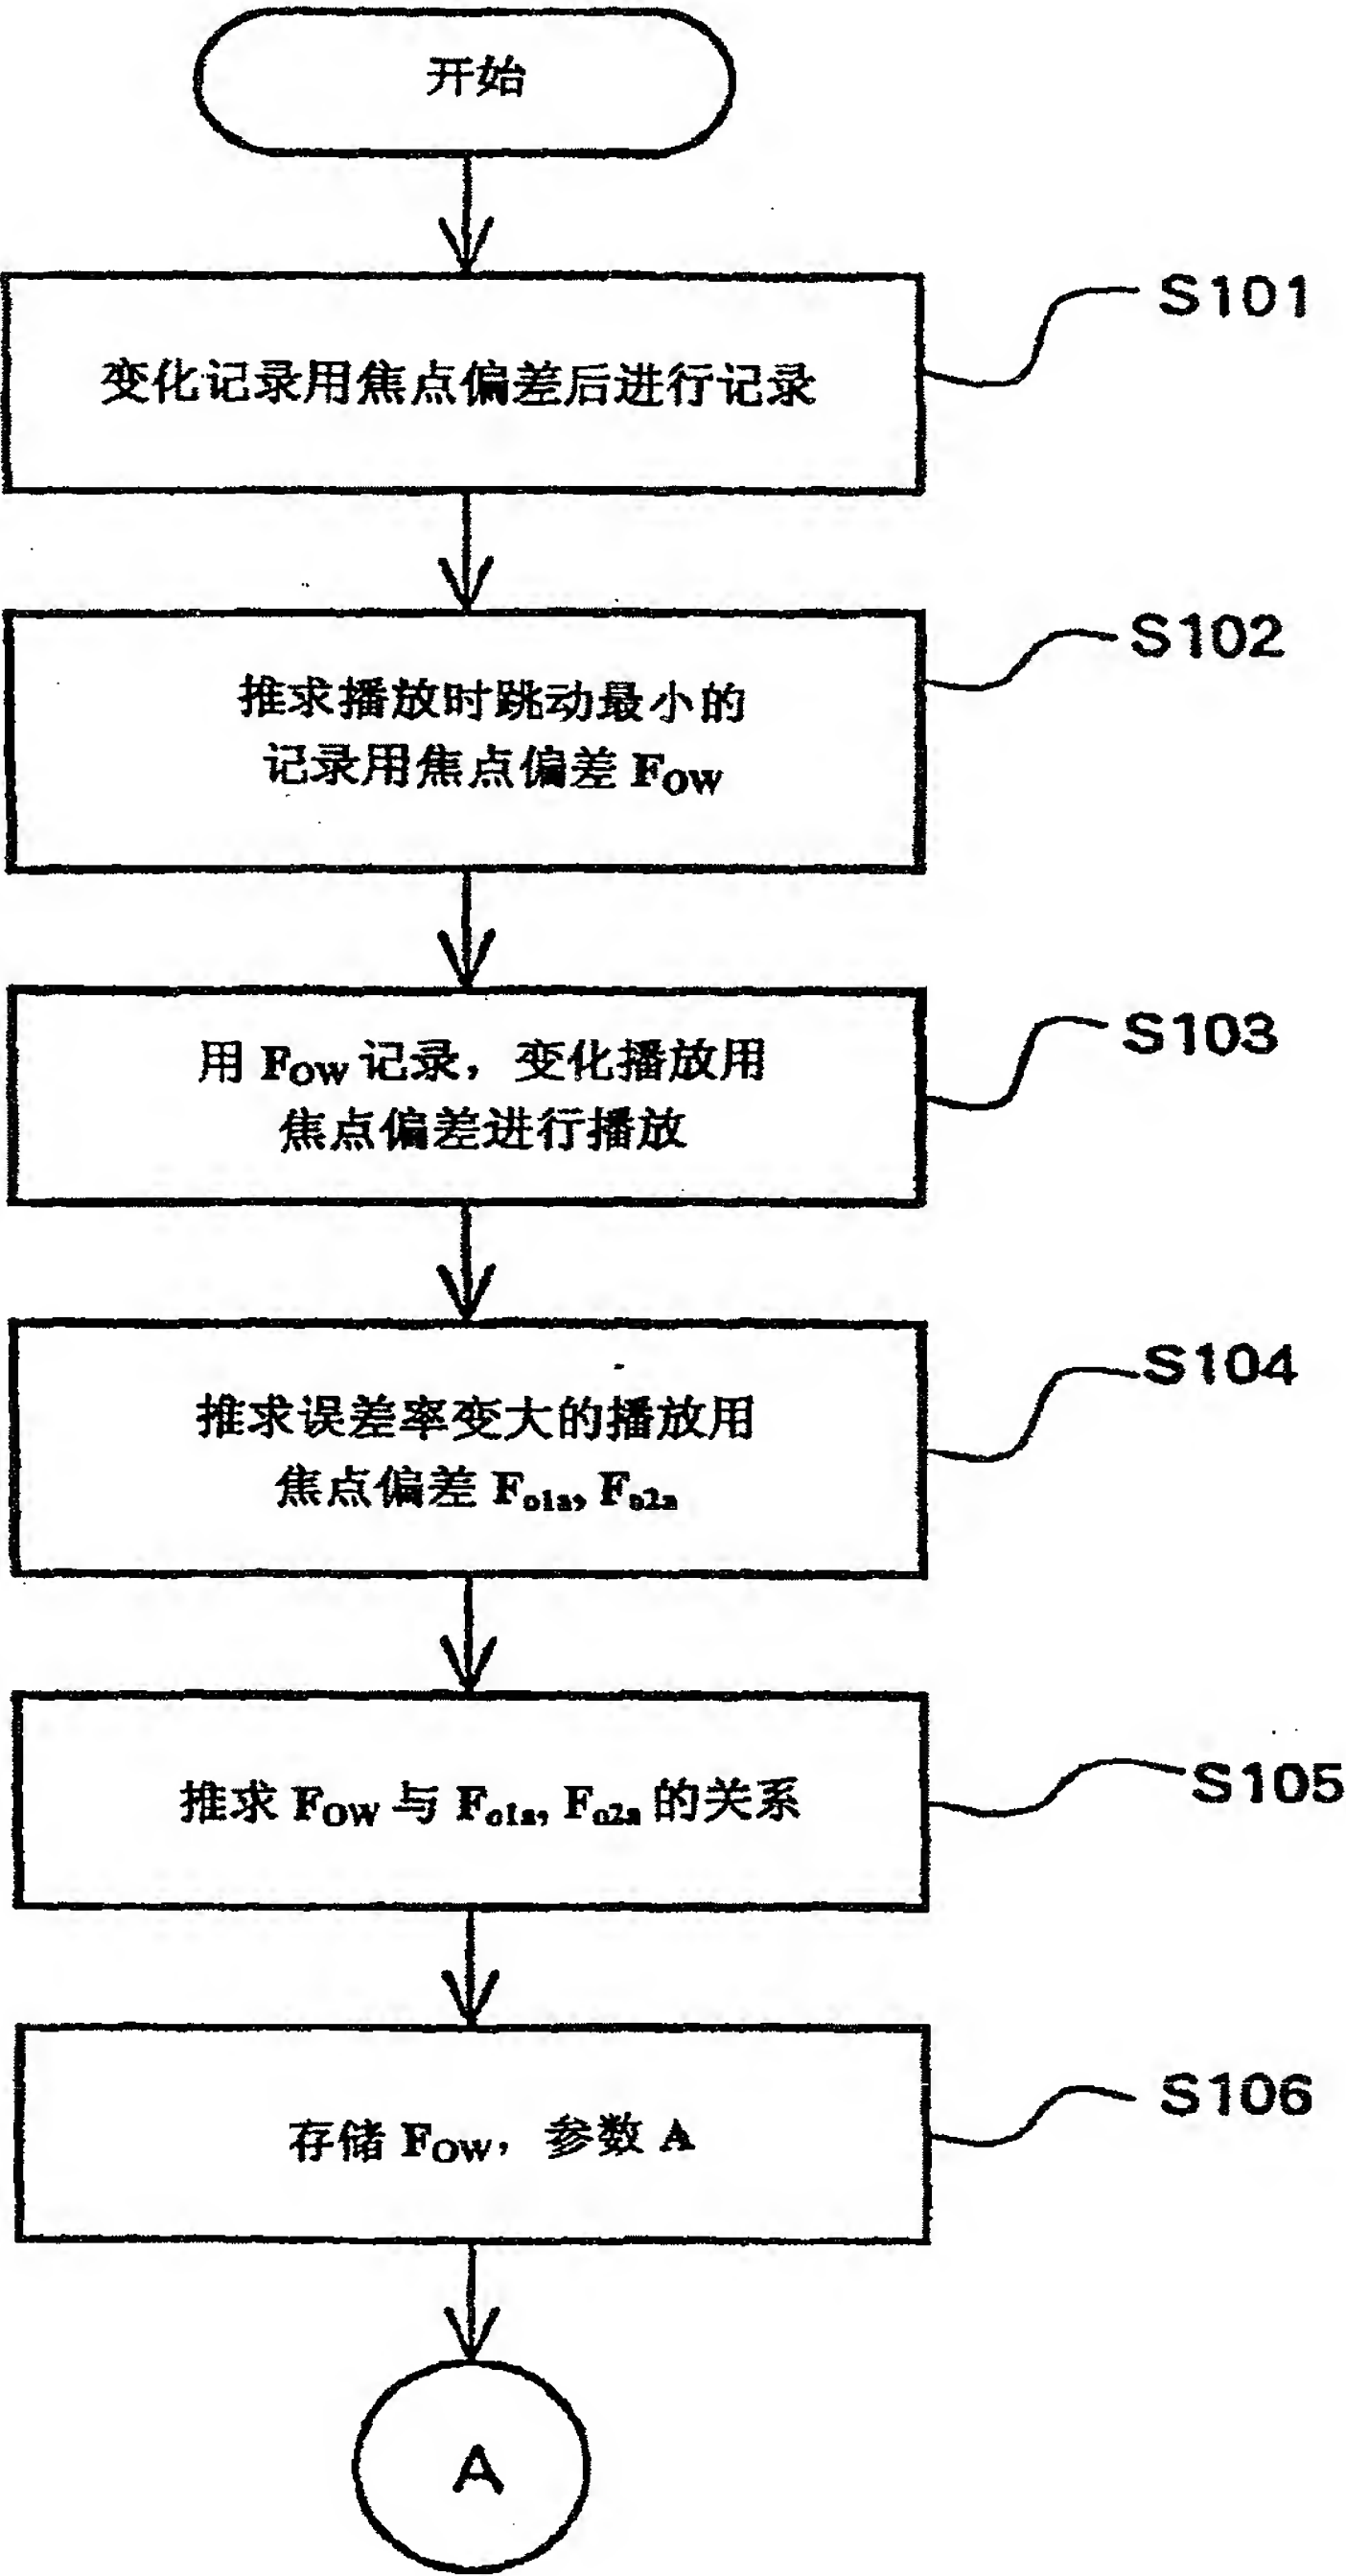 开始
S101
变化记录用焦点偏差后进行记录
S102
推求播放时跳动最小的
记录用焦点偏差 FOW
S103
用 FOW 记录，变化播放用
焦点偏差进行播放
S104
推求误差率变大的播放用
焦点偏差 Fo1a, Fo2a
S105
推求 FOW 与 Fo1a, Fo2a 的关系
S106
存储 FOW，参数 A
A